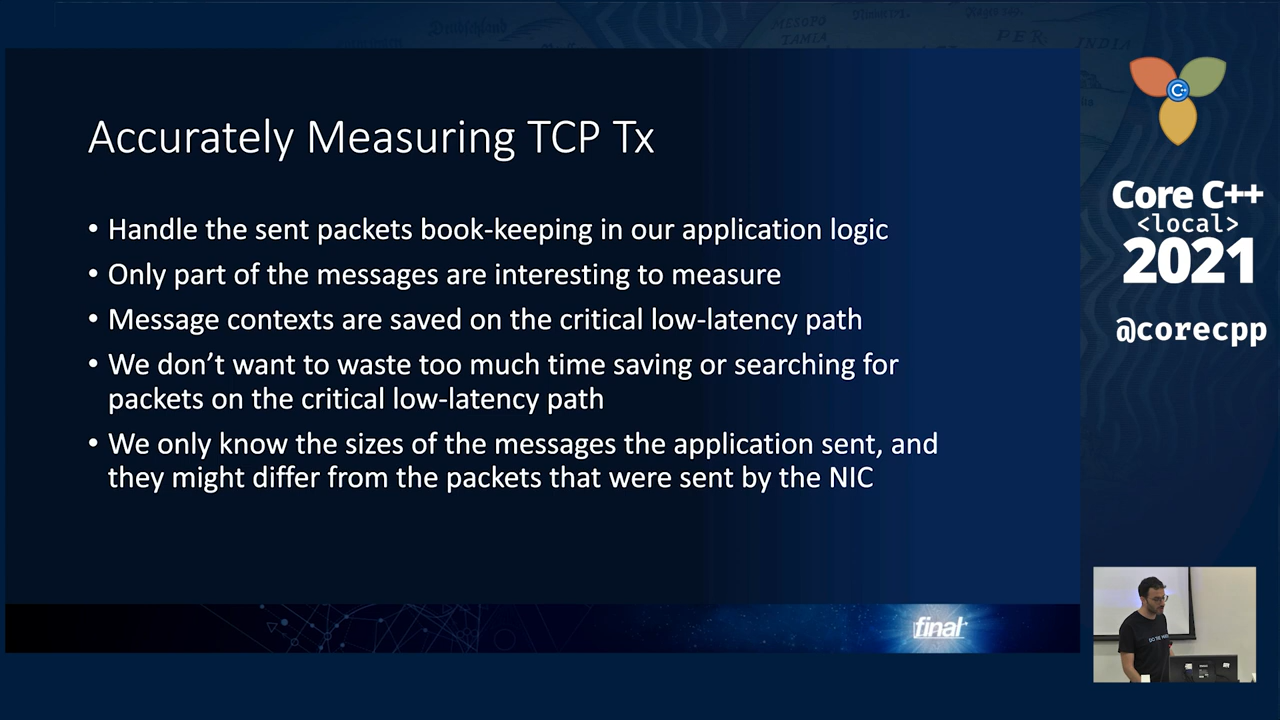 Accurately Measuring TCP Tx
• Handle the sent packets book-keeping in our application logic
• Only part of the messages are interesting to measure
• Message contexts are saved on the critical low-latency path
• We don’t want to waste too much time saving or searching for
packets on the critical low-latency path
• We only know the sizes of the messages the application sent, and
they might differ from the packets that were sent by the NIC
final
C++
Core C++
<local>
2021
@corecpp
MESOPO
TAMIA
PER
INDIA